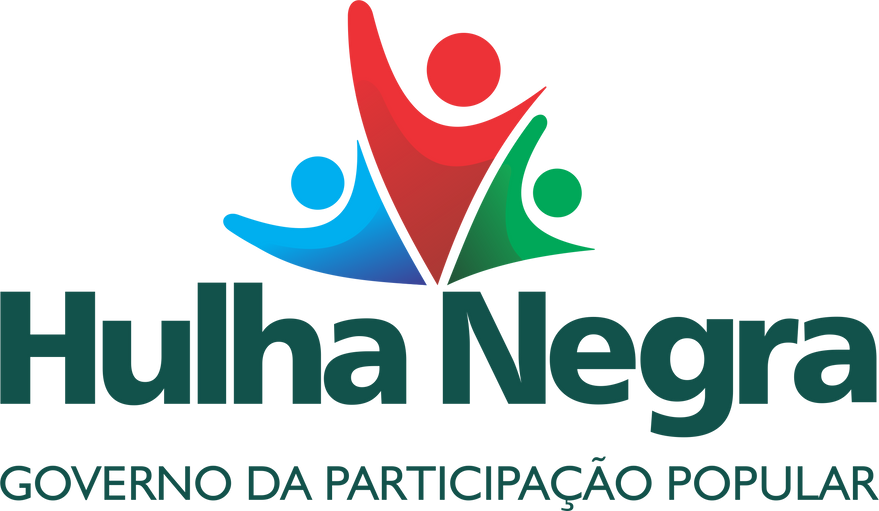 Hulha Negra
GOVERNO DA PARTICIPAÇÃO POPULAR